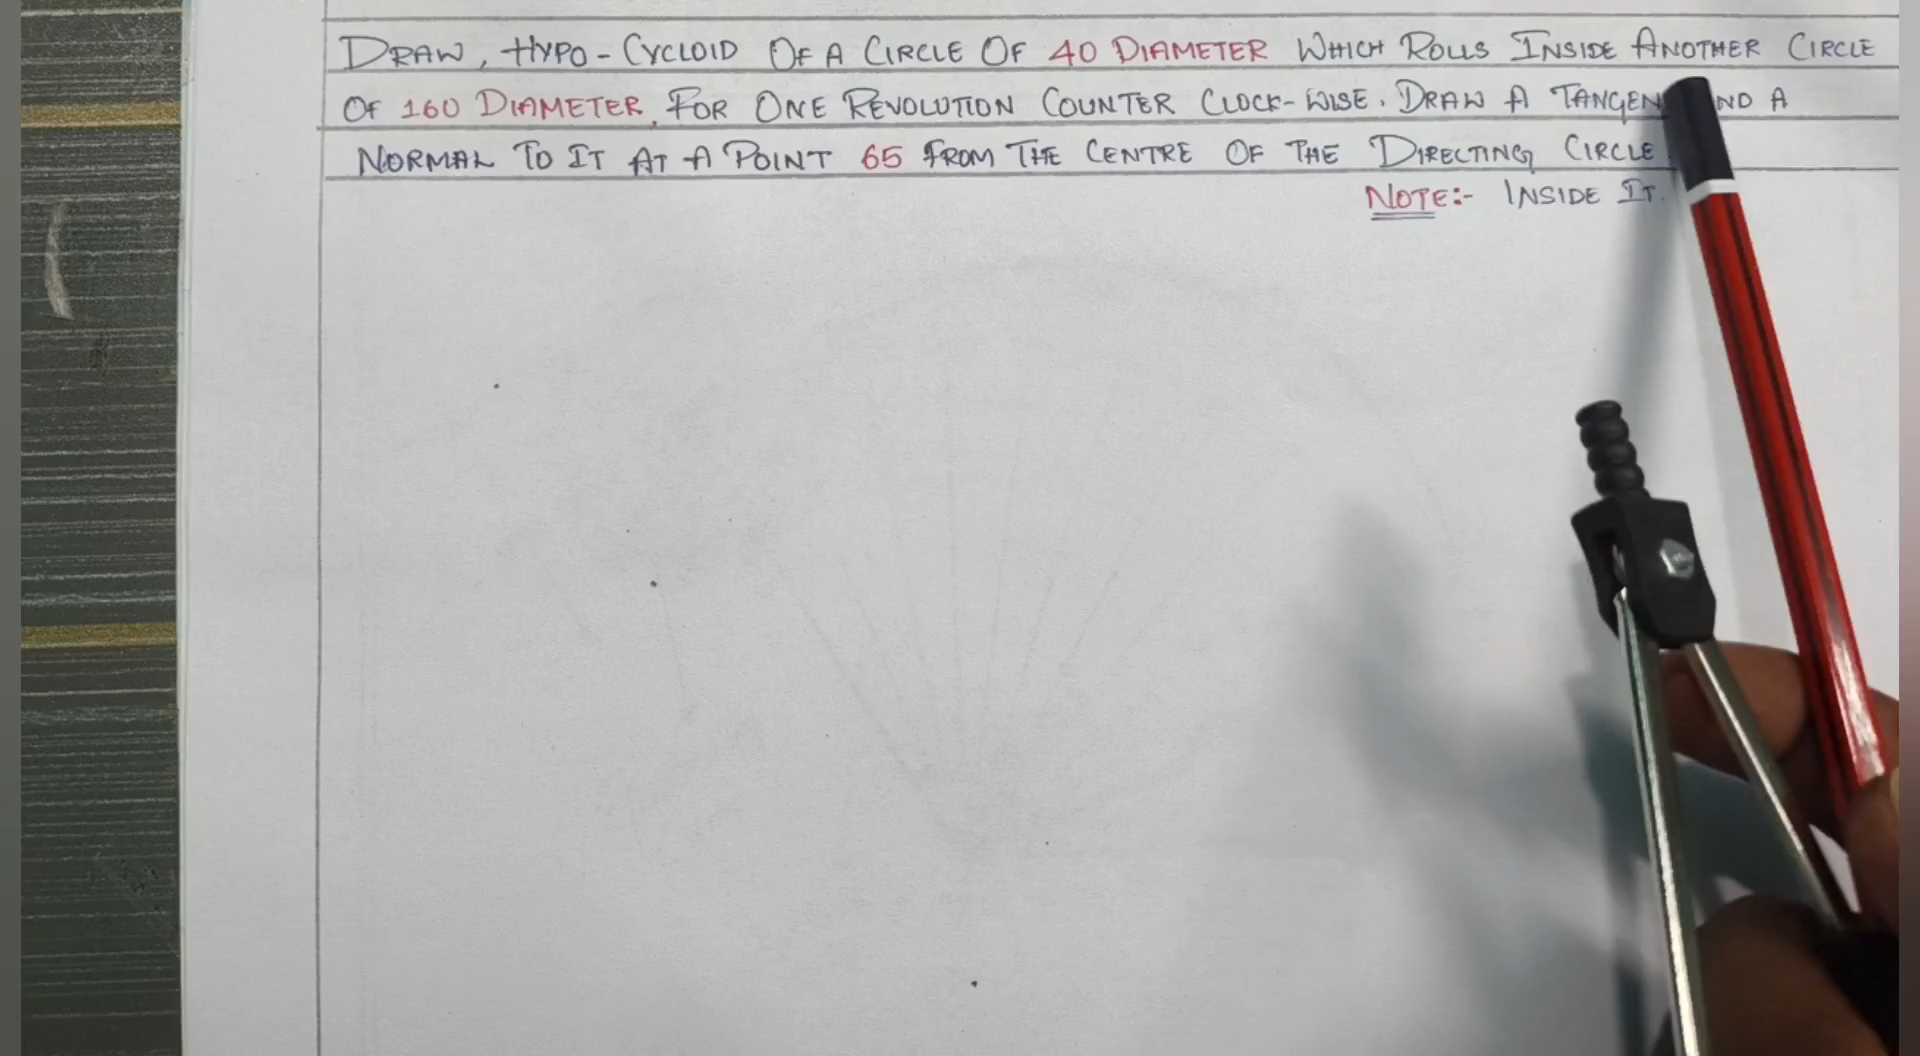 DRAW, HYPO-CYCLOID OF A CIRCLE OF 40 DIAMETER WHICH ROLLS INSIDE ANOTHER CIRCLE
OF 160 DIAMETER, FOR ONE REVOLUTION COUNTER CLOCK-WISE. DRAW A TANGEN ND A
NORMAL TO IT AT A POINT 65 FROM THE CENTRE OF THE DIRECTING CIRCLE
NOTE:- INSIDE IT.